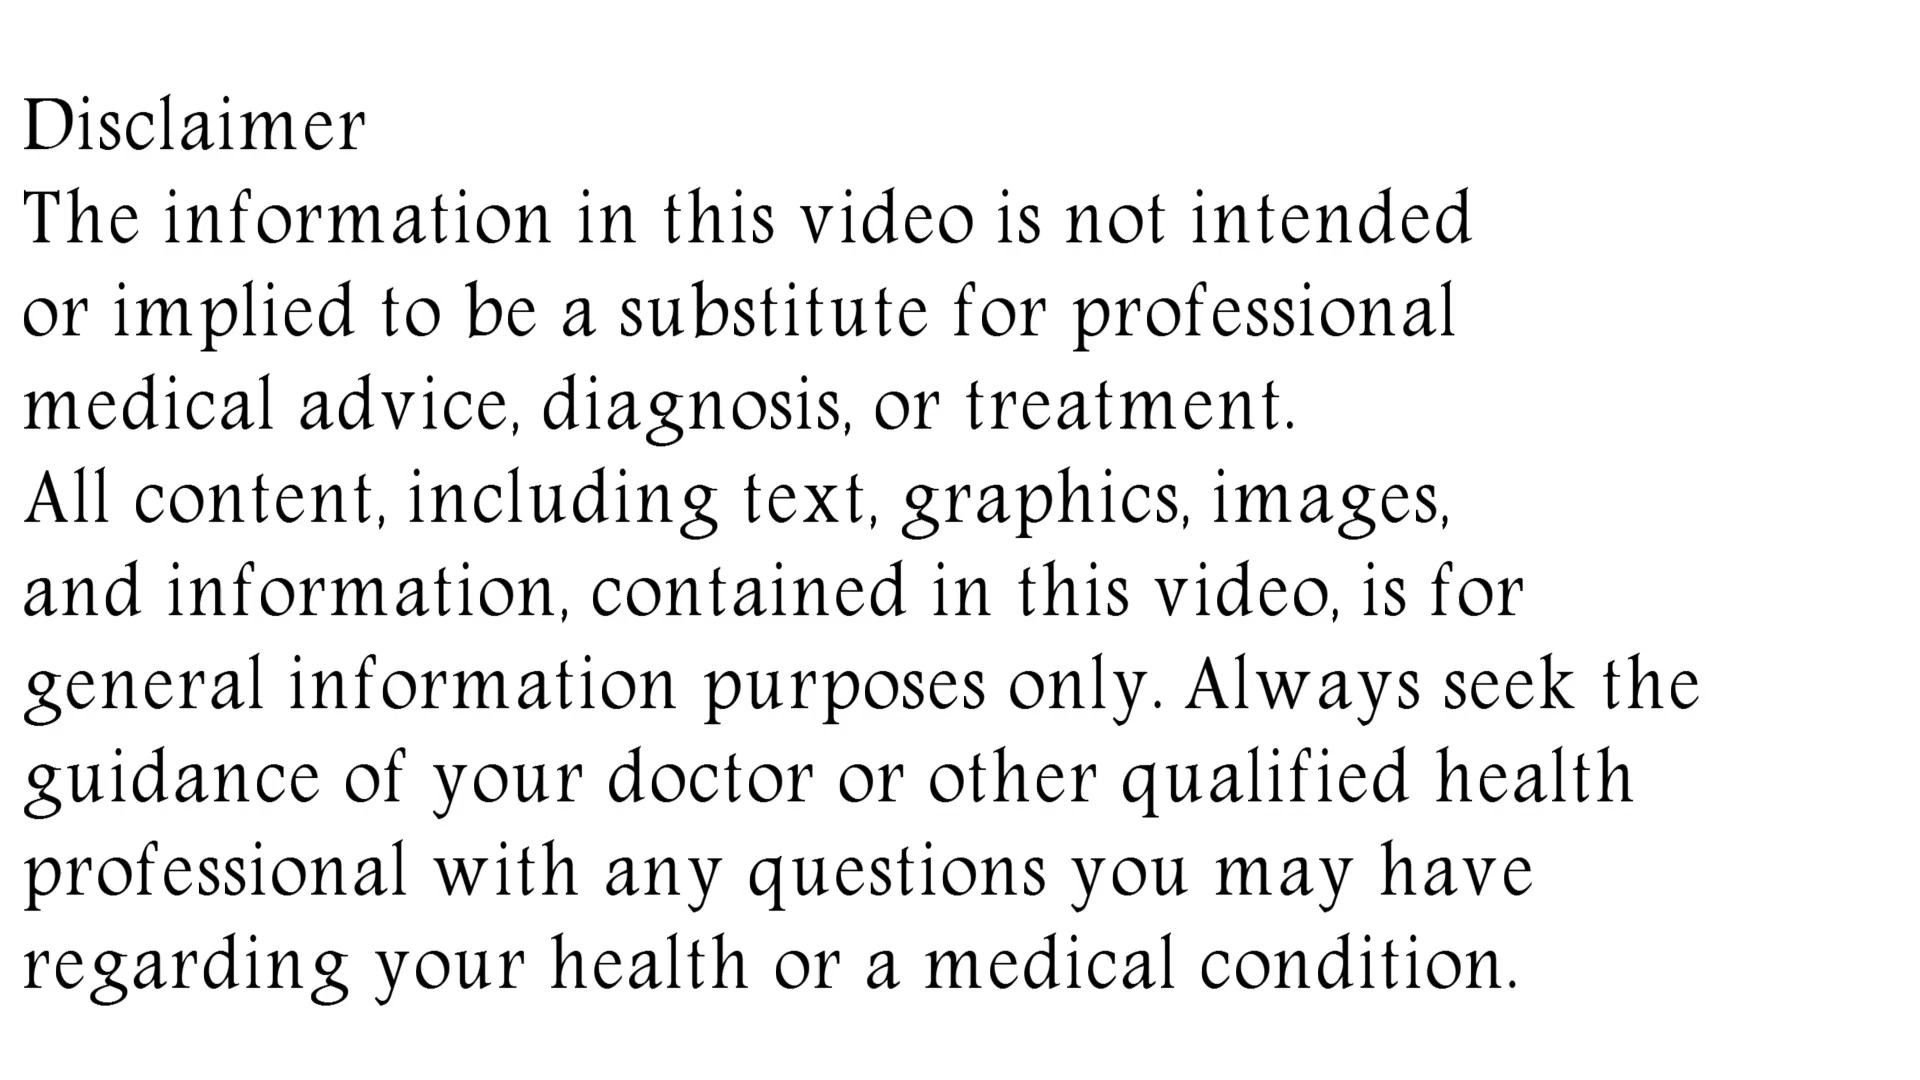 Disclaimer
The information in this video is not intended
or implied to be a substitute for professional
medical advice, diagnosis, or treatment.
All content, including text, graphics, images,
and information, contained in this video, is for
general information purposes only. Always seek the
guidance of your doctor or other qualified health
professional with any questions you may have
regarding your health or a medical condition.